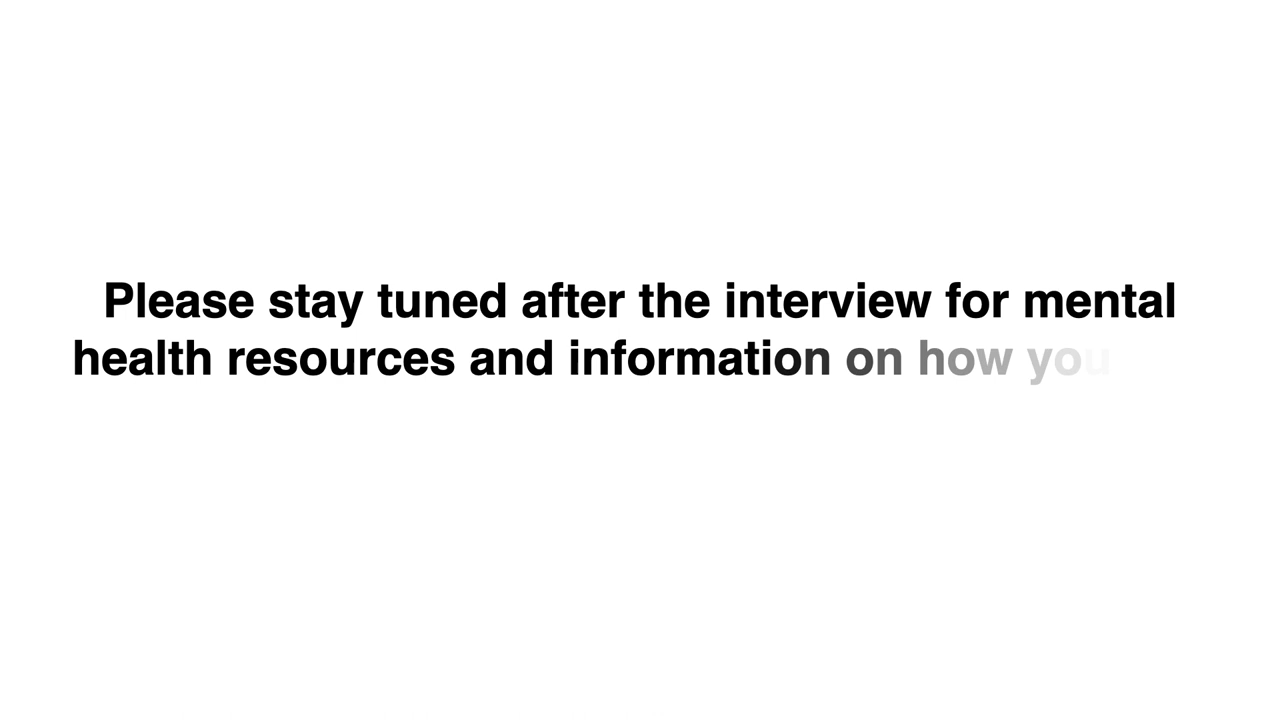 Please stay tuned after the interview for mental
health resources and information on how you